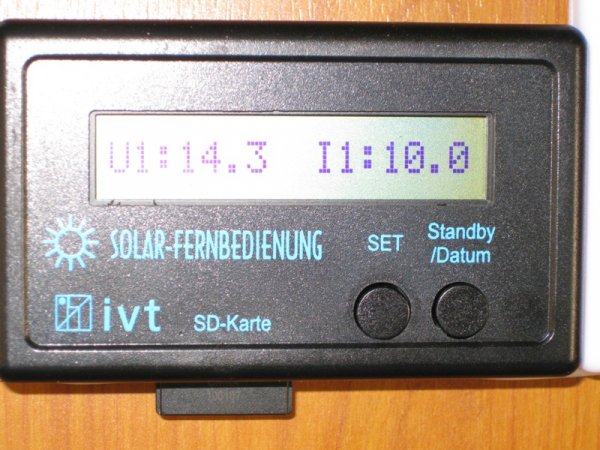 U1:14.3 I1:10.0
SOLAR-FERNBEDIENUNG
SET
Standby
/Datum
ivt
SD-Karte